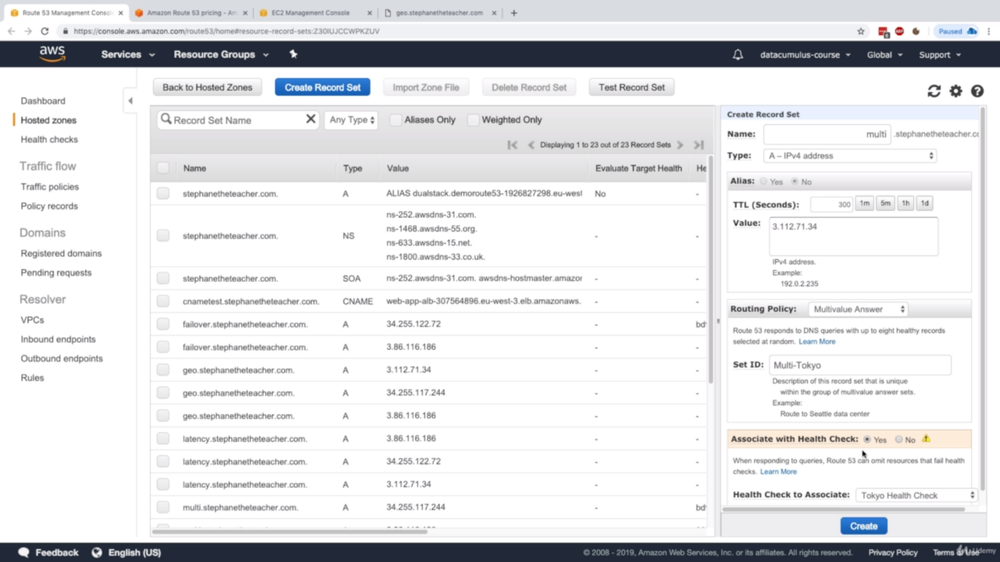 Route 53 Management Consol
Amazon Route 53 pricing - Am
EC2 Management Console
geo.stephanetheteacher.com
https://console.aws.amazon.com/route53/home#resource-record-sets:Z30IUJCCWPKZUV
Paused
aws
Services
Resource Groups
datacumulus-course
Global
Support
Dashboard
Hosted zones
Health checks
Traffic flow
Traffic policies
Policy records
Domains
Registered domains
Pending requests
Resolver
VPCs
Inbound endpoints
Outbound endpoints
Rules
Back to Hosted Zones
Create Record Set
Import Zone File
Delete Record Set
Test Record Set
Record Set Name
Any Type
Aliases Only
Weighted Only
Displaying 1 to 23 out of 23 Record Sets
Name Type Value Evaluate Target Health He
stephanetheteacher.com. A ALIAS dualstack.demoroute53-1926827298.eu-west No -
stephanetheteacher.com. NS ns-252.awsdns-31.com. - -
ns-1468.awsdns-55.org.
ns-633.awsdns-15.net.
ns-1800.awsdns-33.co.uk.
stephanetheteacher.com. SOA ns-252.awsdns-31.com. awsdns-hostmaster.amazor - -
cnametest.stephanetheteacher.com. CNAME web-app-alb-307564896.eu-west-3.elb.amazonaws. - -
failover.stephanetheteacher.com. A 34.255.122.72 - bd
failover.stephanetheteacher.com. A 3.86.116.186 - -
geo.stephanetheteacher.com. A 3.112.71.34 - -
geo.stephanetheteacher.com. A 34.255.117.244 - -
geo.stephanetheteacher.com. A 3.86.116.186 - -
latency.stephanetheteacher.com. A 3.86.116.186 - -
latency.stephanetheteacher.com. A 34.255.122.72 - -
latency.stephanetheteacher.com. A 3.112.71.34 - -
multi.stephanetheteacher.com. A 34.255.117.244 - bd
Create Record Set
Name: multi .stephanetheteacher.cc
Type: A – IPv4 address
Alias: Yes No
TTL (Seconds): 300 1m 5m 1h 1d
Value: 3.112.71.34
IPv4 address.
Example:
192.0.2.235
Routing Policy: Multivalue Answer
Route 53 responds to DNS queries with up to eight healthy records
selected at random. Learn More
Set ID: Multi-Tokyo
Description of this record set that is unique
within the group of multivalue answer sets.
Example:
Route to Seattle data center
Associate with Health Check: Yes No
When responding to queries, Route 53 can omit resources that fail health
checks. Learn More
Health Check to Associate: Tokyo Health Check
Create
Feedback
English (US)
© 2008 - 2019, Amazon Web Services, Inc. or its affiliates. All rights reserved.
Privacy Policy
Terms of Use
Udemy